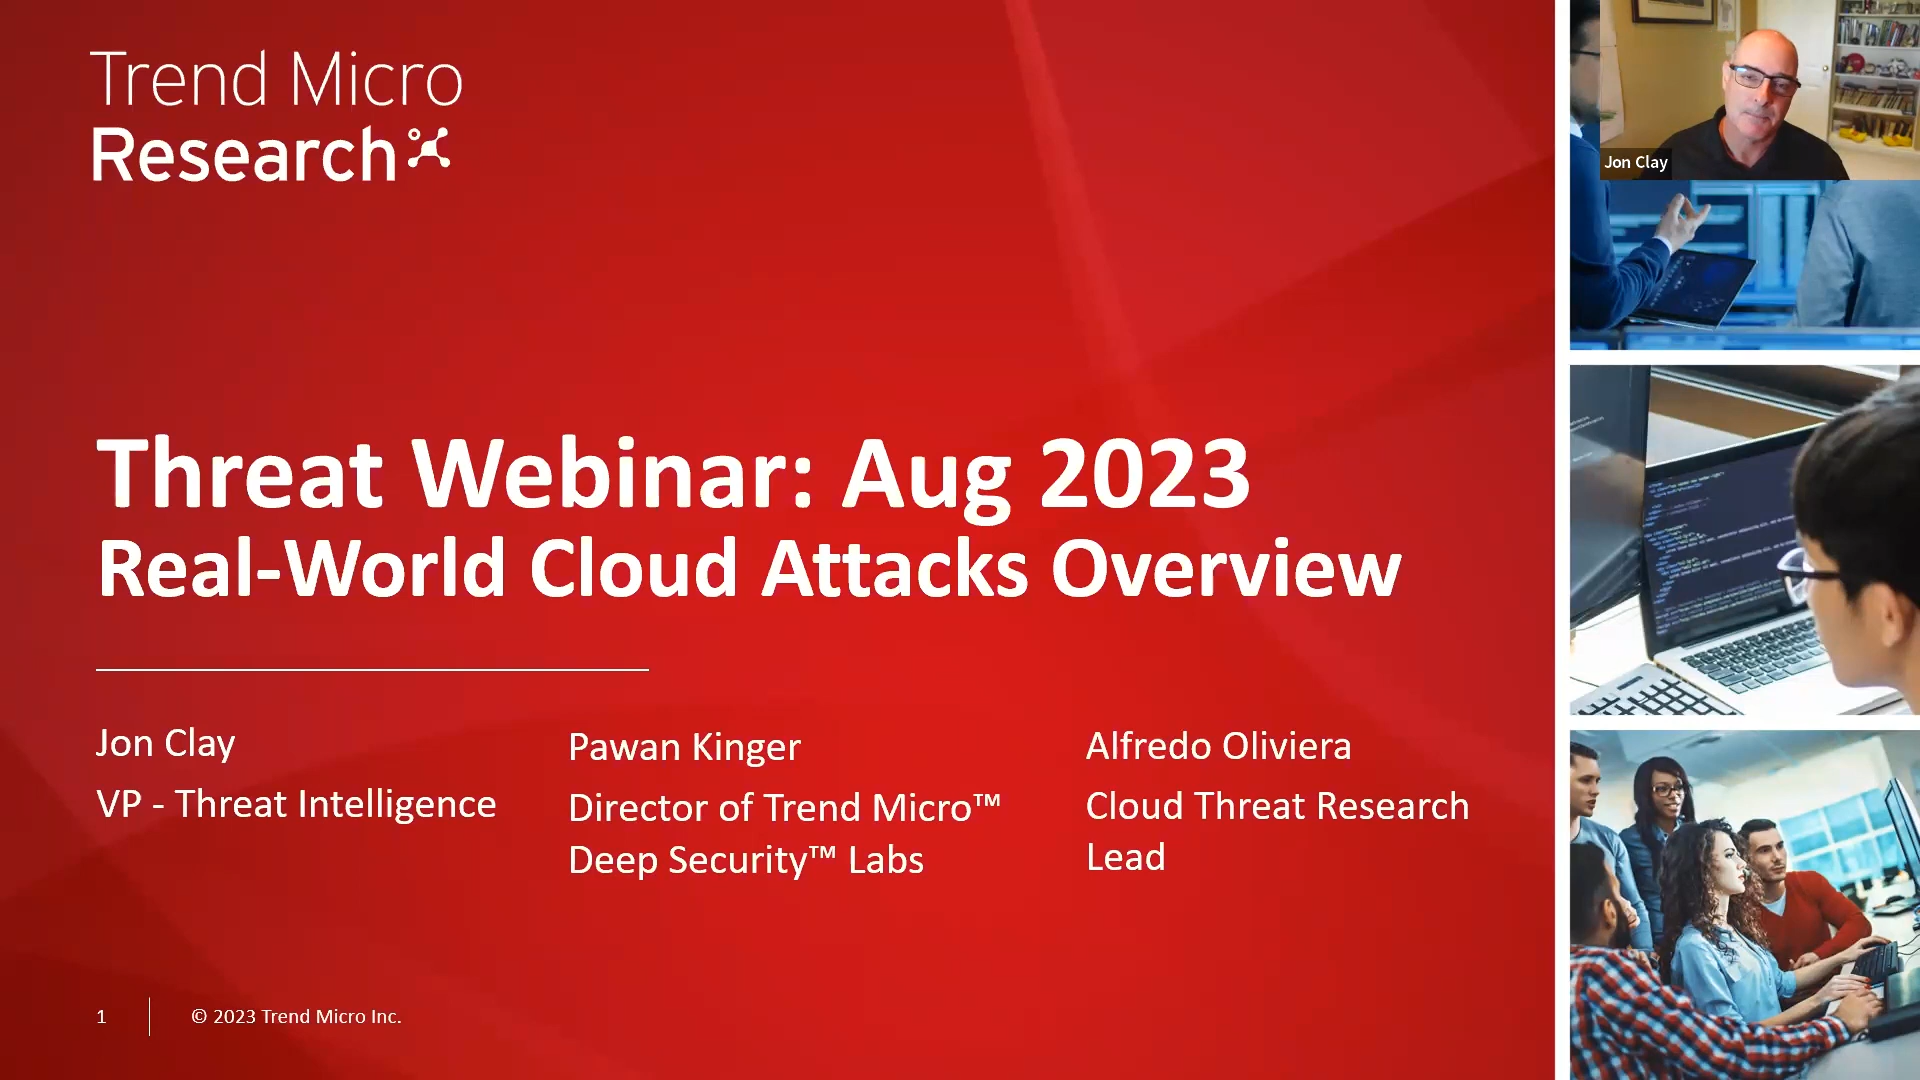 Trend Micro
Research
Jon Clay
Threat Webinar: Aug 2023
Real-World Cloud Attacks Overview
Jon Clay
VP - Threat Intelligence
Pawan Kinger
Director of Trend Micro™
Deep Security™ Labs
Alfredo Oliviera
Cloud Threat Research
Lead
1
© 2023 Trend Micro Inc.